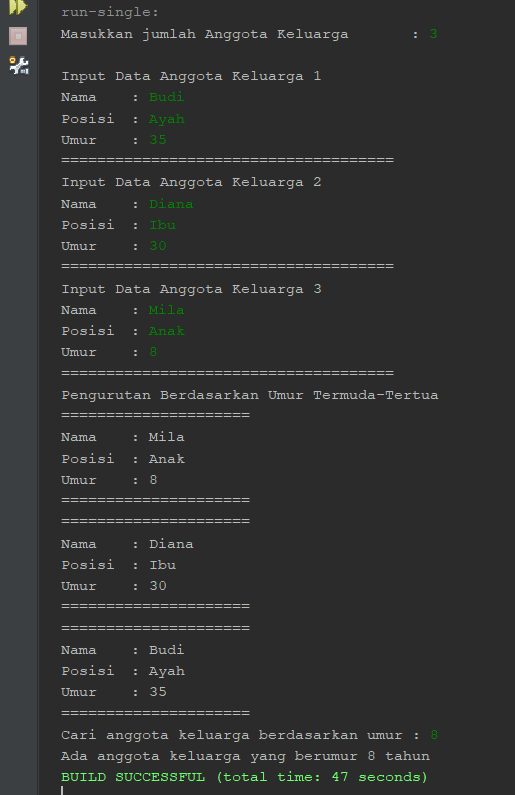 run-single:
Masukkan jumlah Anggota Keluarga       : 3
Input Data Anggota Keluarga 1
Nama    : Budi
Posisi  : Ayah
Umur    : 35
=====================================
Input Data Anggota Keluarga 2
Nama    : Diana
Posisi  : Ibu
Umur    : 30
=====================================
Input Data Anggota Keluarga 3
Nama    : Mila
Posisi  : Anak
Umur    : 8
=====================================
Pengurutan Berdasarkan Umur Termuda-Tertua
=====================
Nama    : Mila
Posisi  : Anak
Umur    : 8
=====================
=====================
Nama    : Diana
Posisi  : Ibu
Umur    : 30
=====================
=====================
Nama    : Budi
Posisi  : Ayah
Umur    : 35
=====================
Cari anggota keluarga berdasarkan umur : 8
Ada anggota keluarga yang berumur 8 tahun
BUILD SUCCESSFUL (total time: 47 seconds)